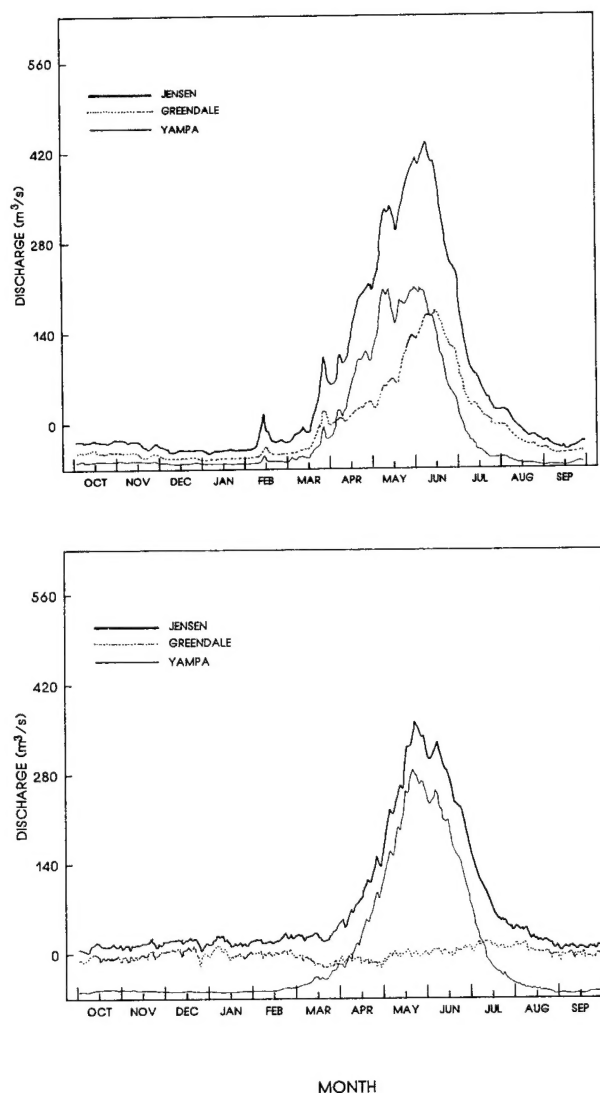 560
JENSEN
GREENDALE
YAMPA
420
DISCHARGE (m³/s)
280
140
0
OCT NOV DEC JAN FEB MAR APR MAY JUN JUL AUG SEP
560
JENSEN
GREENDALE
YAMPA
420
DISCHARGE (m³/s)
280
140
0
OCT NOV DEC JAN FEB MAR APR MAY JUN JUL AUG SEP
MONTH